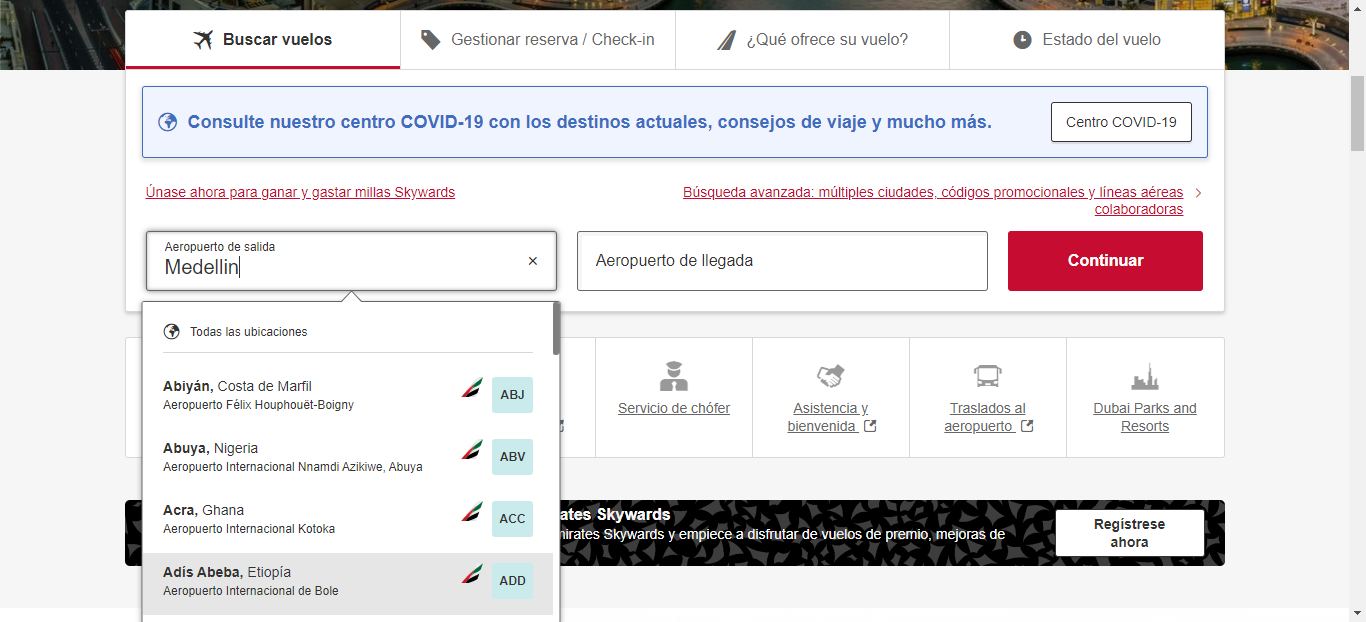 Buscar vuelos
Gestionar reserva / Check-in
¿Qué ofrece su vuelo?
Estado del vuelo
Consulte nuestro centro COVID-19 con los destinos actuales, consejos de viaje y mucho más.
Centro COVID-19
Únase ahora para ganar y gastar millas Skywards
Búsqueda avanzada: múltiples ciudades, códigos promocionales y líneas aéreas
colaboradoras
Aeropuerto de salida
Medellin
Aeropuerto de llegada
Continuar
Todas las ubicaciones
Abiyán, Costa de Marfil
Aeropuerto Félix Houphouët-Boigny
ABJ
Abuya, Nigeria
Aeropuerto Internacional Nnamdi Azikiwe, Abuya
ABV
Acra, Ghana
Aeropuerto Internacional Kotoka
ACC
Adís Abeba, Etiopía
Aeropuerto Internacional de Bole
ADD
Servicio de chófer
Asistencia y
bienvenida
Traslados al
aeropuerto
Dubai Parks and
Resorts
Skywards
Skywards y empiece a disfrutar de vuelos de premio, mejoras de
Regístrese
ahora